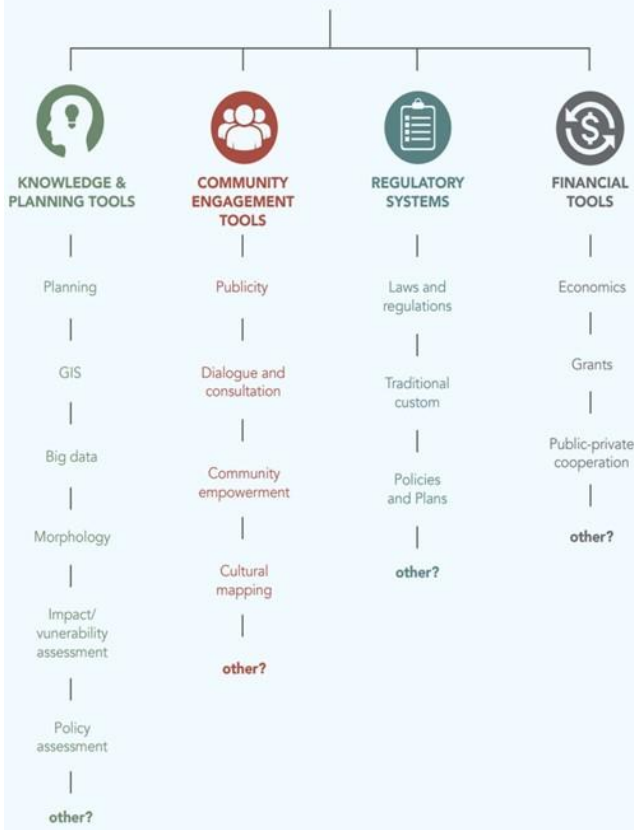 KNOWLEDGE &
PLANNING TOOLS
Planning
GIS
Big data
Morphology
Impact/
vunerability
assessment
Policy
assessment
other?
COMMUNITY
ENGAGEMENT
TOOLS
Publicity
Dialogue and
consultation
Community
empowerment
Cultural
mapping
other?
REGULATORY
SYSTEMS
Laws and
regulations
Traditional
custom
Policies
and Plans
other?
$
FINANCIAL
TOOLS
Economics
Grants
Public-private
cooperation
other?